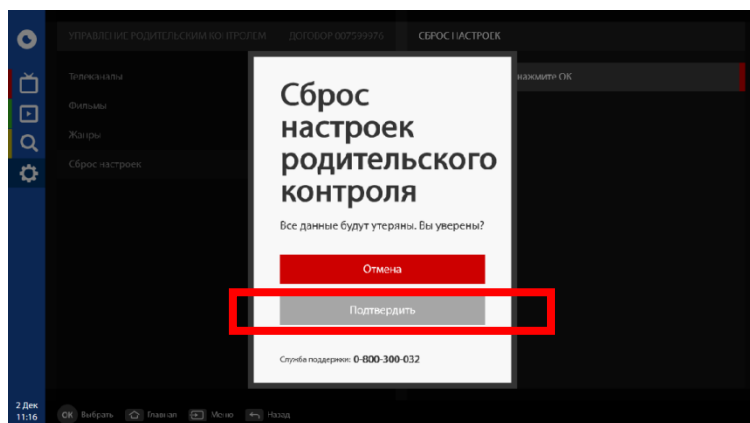 УПРАВЛЕНИЕ РОДИТЕЛЬСКИМ КОНТРОЛЕМ ДОГОВОР 007599976 СБРОС НАСТРОЕК
Телеканалы
нажмите ОК
Фильмы
Жанры
Сброс настроек
Сброс
настроек
родительского
контроля
Все данные будут утеряны. Вы уверены?
Отмена
Подтвердить
Служба поддержки: 0-800-300-032
2 Дек
11:16
OK Выбрать Главная Меню Назад